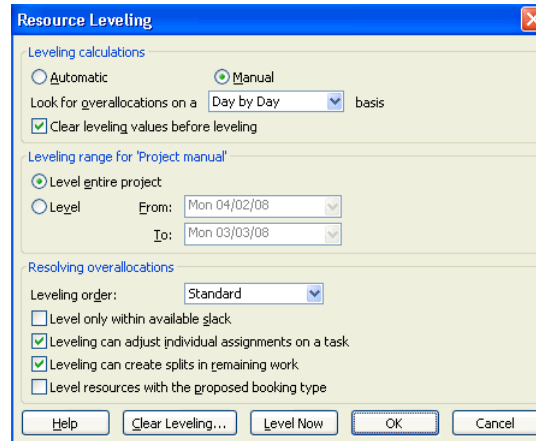 Resource Leveling
Leveling calculations
Automatic Manual
Look for overallocations on a Day by Day basis
Clear leveling values before leveling
Leveling range for 'Project manual'
Level entire project
Level From: Mon 04/02/08
To: Mon 03/03/08
Resolving overallocations
Leveling order: Standard
Level only within available slack
Leveling can adjust individual assignments on a task
Leveling can create splits in remaining work
Level resources with the proposed booking type
Help Clear Leveling... Level Now OK Cancel